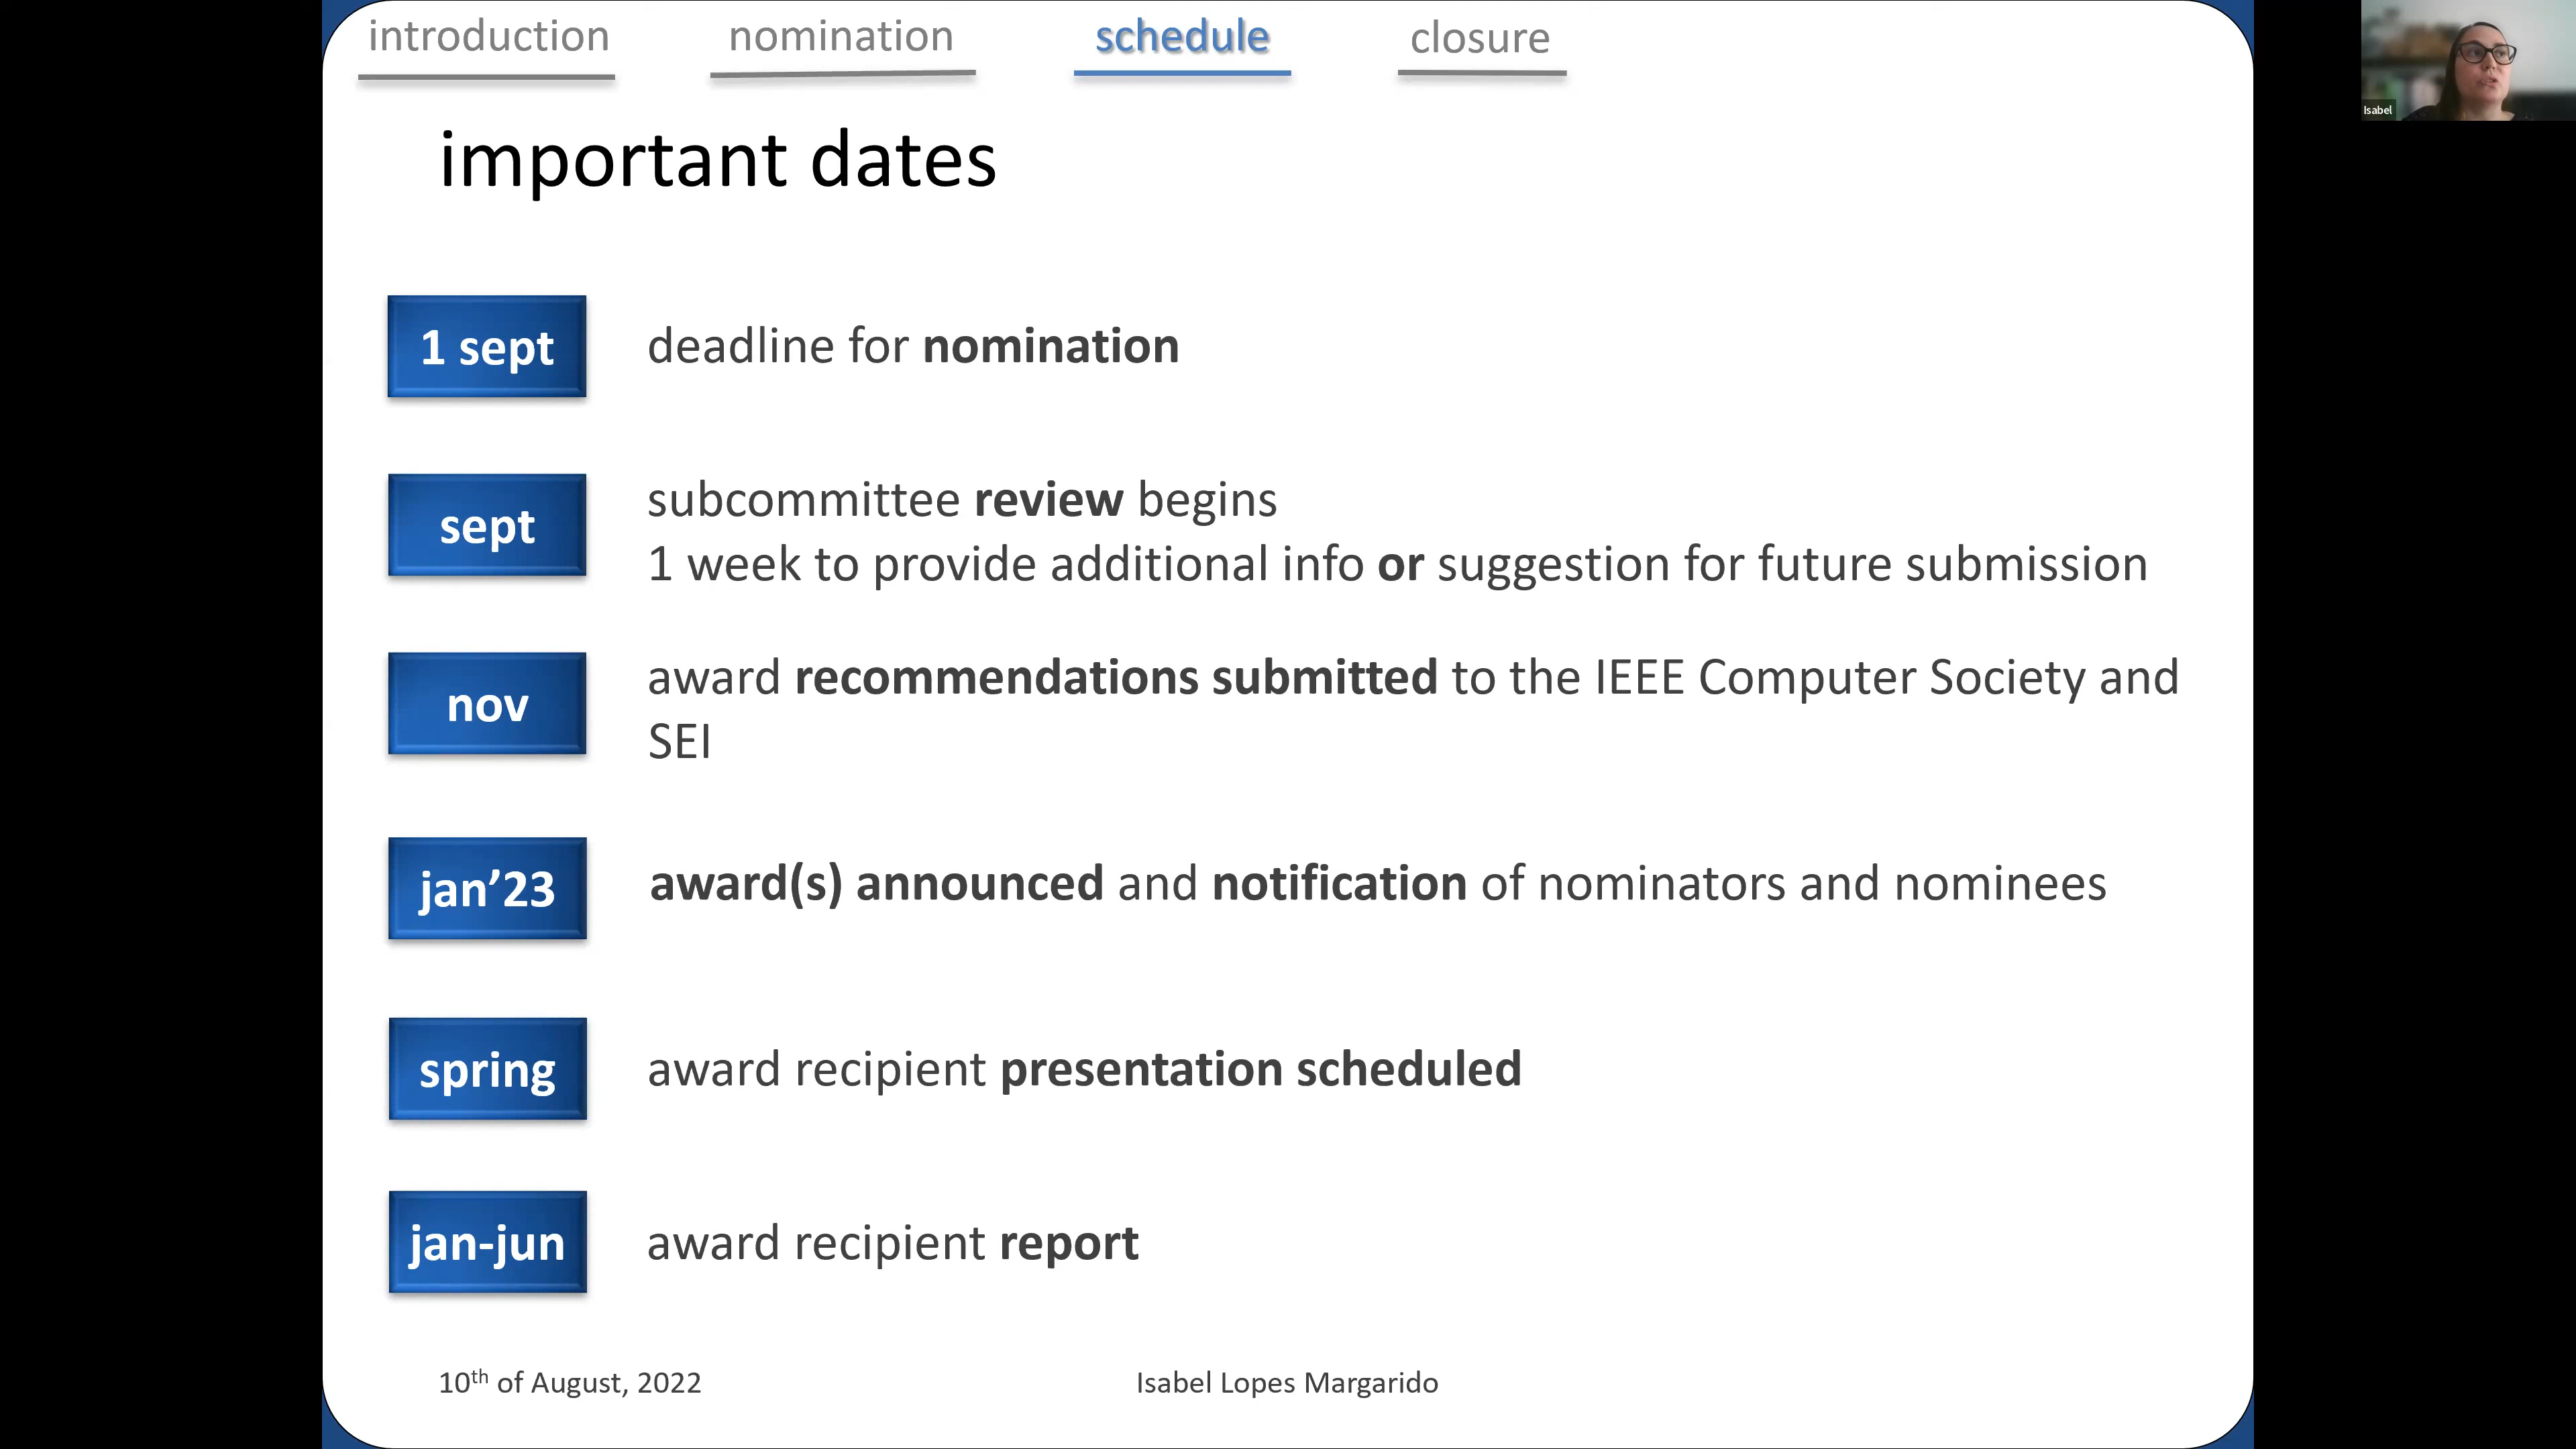 introduction nomination schedule closure
Isabel
important dates
1 sept deadline for nomination
sept subcommittee review begins
1 week to provide additional info or suggestion for future submission
nov award recommendations submitted to the IEEE Computer Society and
SEI
jan’23 award(s) announced and notification of nominators and nominees
spring award recipient presentation scheduled
jan-jun award recipient report
10th of August, 2022 Isabel Lopes Margarido